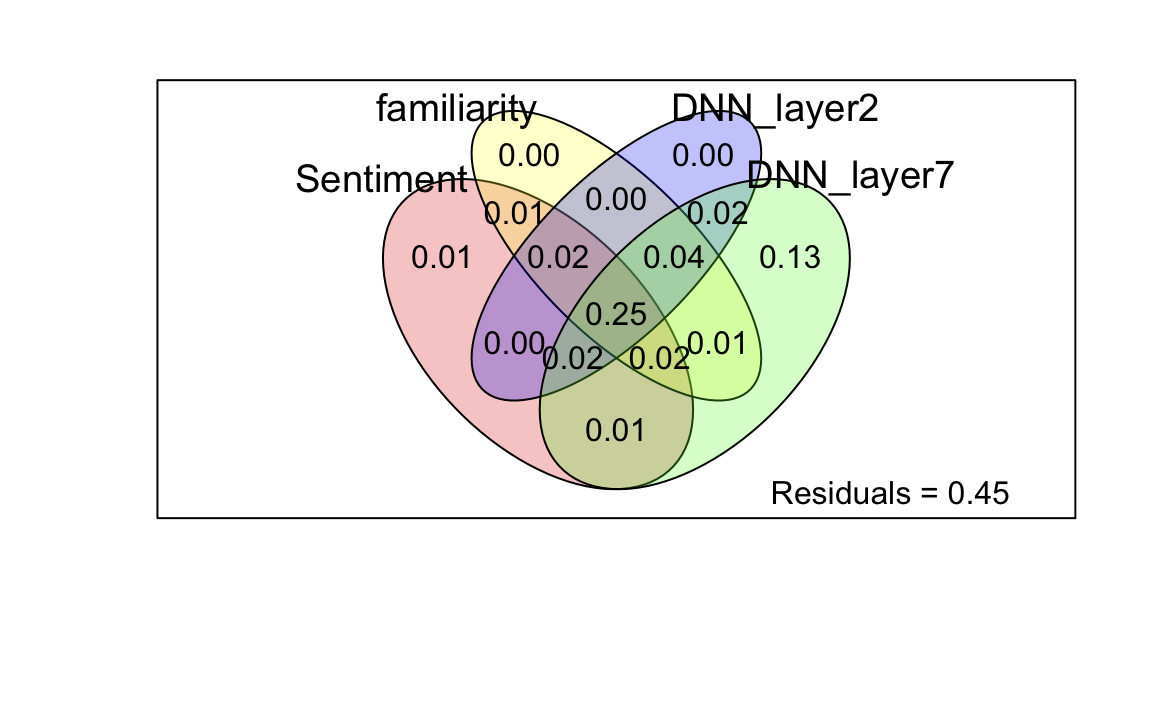 familiarity DNN_layer2
0.00 0.00
Sentiment DNN_layer7
0.00
0.01 0.02
0.01 0.02 0.04 0.13
0.25
0.00 0.01
0.02 0.02
0.01
Residuals = 0.45